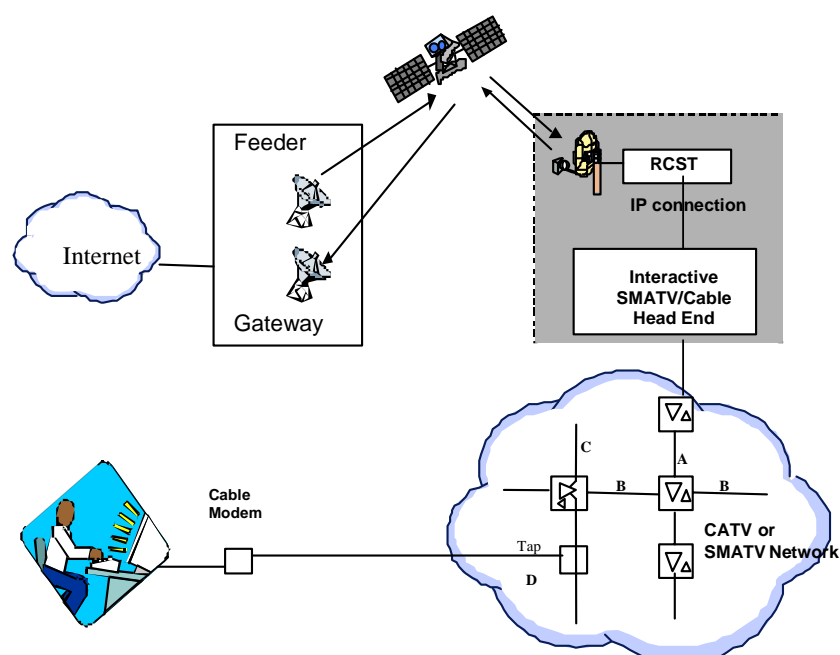 Feeder
Gateway
Internet
RCST
IP connection
Interactive
SMATV/Cable
Head End
C
A
B
B
Cable
Modem
Tap
D
CATV or
SMATV Network